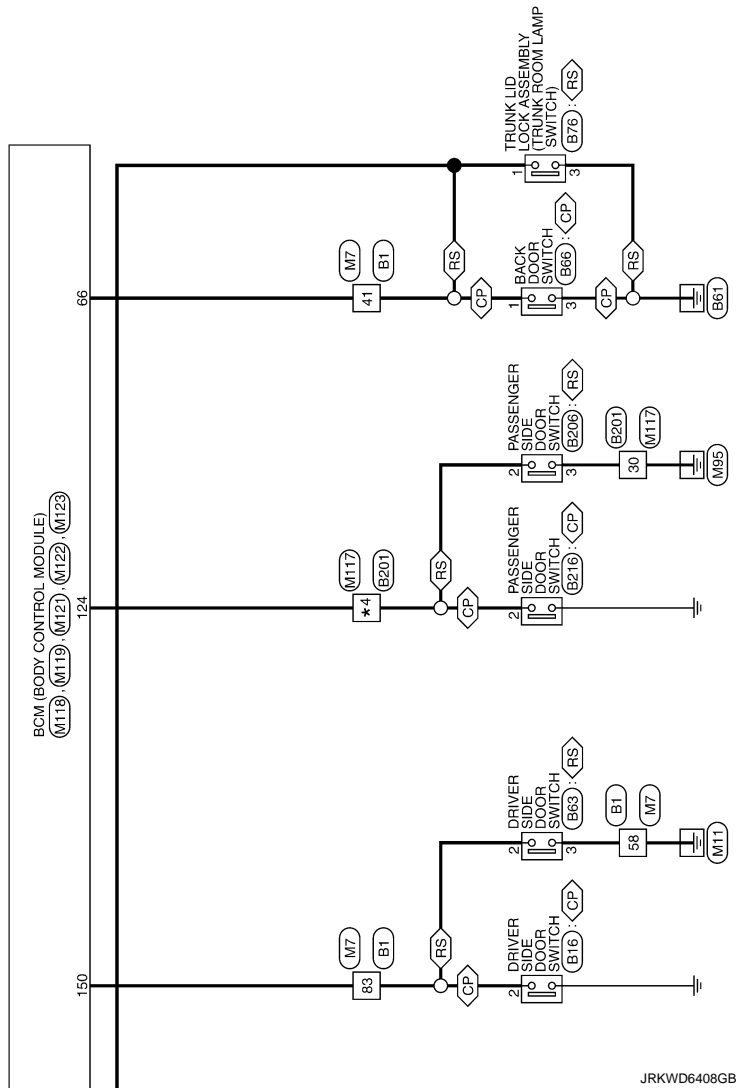 BCM (BODY CONTROL MODULE)
M118 , M119 , M121 , M122 , M123
150
124
66
83
M7
B1
RS
CP
DRIVER
SIDE
DOOR
SWITCH
B16 : CP
2
DRIVER
SIDE
DOOR
SWITCH
B63 : RS
2
3
58
B1
M7
M11
★4
M117
B201
RS
CP
PASSENGER
SIDE
DOOR
SWITCH
B216 : CP
2
PASSENGER
SIDE
DOOR
SWITCH
B206 : RS
2
3
30
B201
M117
M95
41
M7
B1
RS
CP
BACK
DOOR
SWITCH
B66 : CP
1
3
CP
RS
B61
TRUNK LID
LOCK ASSEMBLY
(TRUNK ROOM LAMP
SWITCH)
B76 : RS
1
3
JRKWD6408GB